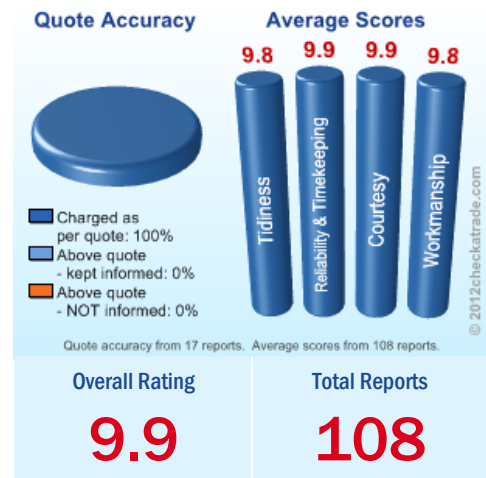 Quote Accuracy
Average Scores
9.8
9.9
9.9
9.8
Tidiness
Reliability & Timekeeping
Courtesy
Workmanship
Charged as
per quote: 100%
Above quote
- kept informed: 0%
Above quote
- NOT informed: 0%
© 2012checkatrade.com
Quote accuracy from 17 reports. Average scores from 108 reports.
Overall Rating
9.9
Total Reports
108